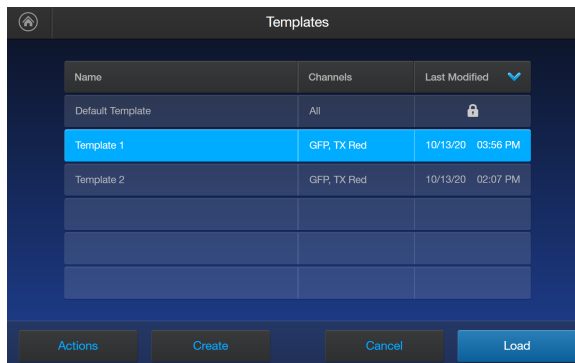 Templates
Name Channels Last Modified
Default Template All
Template 1 GFP, TX Red 10/13/20 03:56 PM
Template 2 GFP, TX Red 10/13/20 02:07 PM
Actions Create Cancel Load